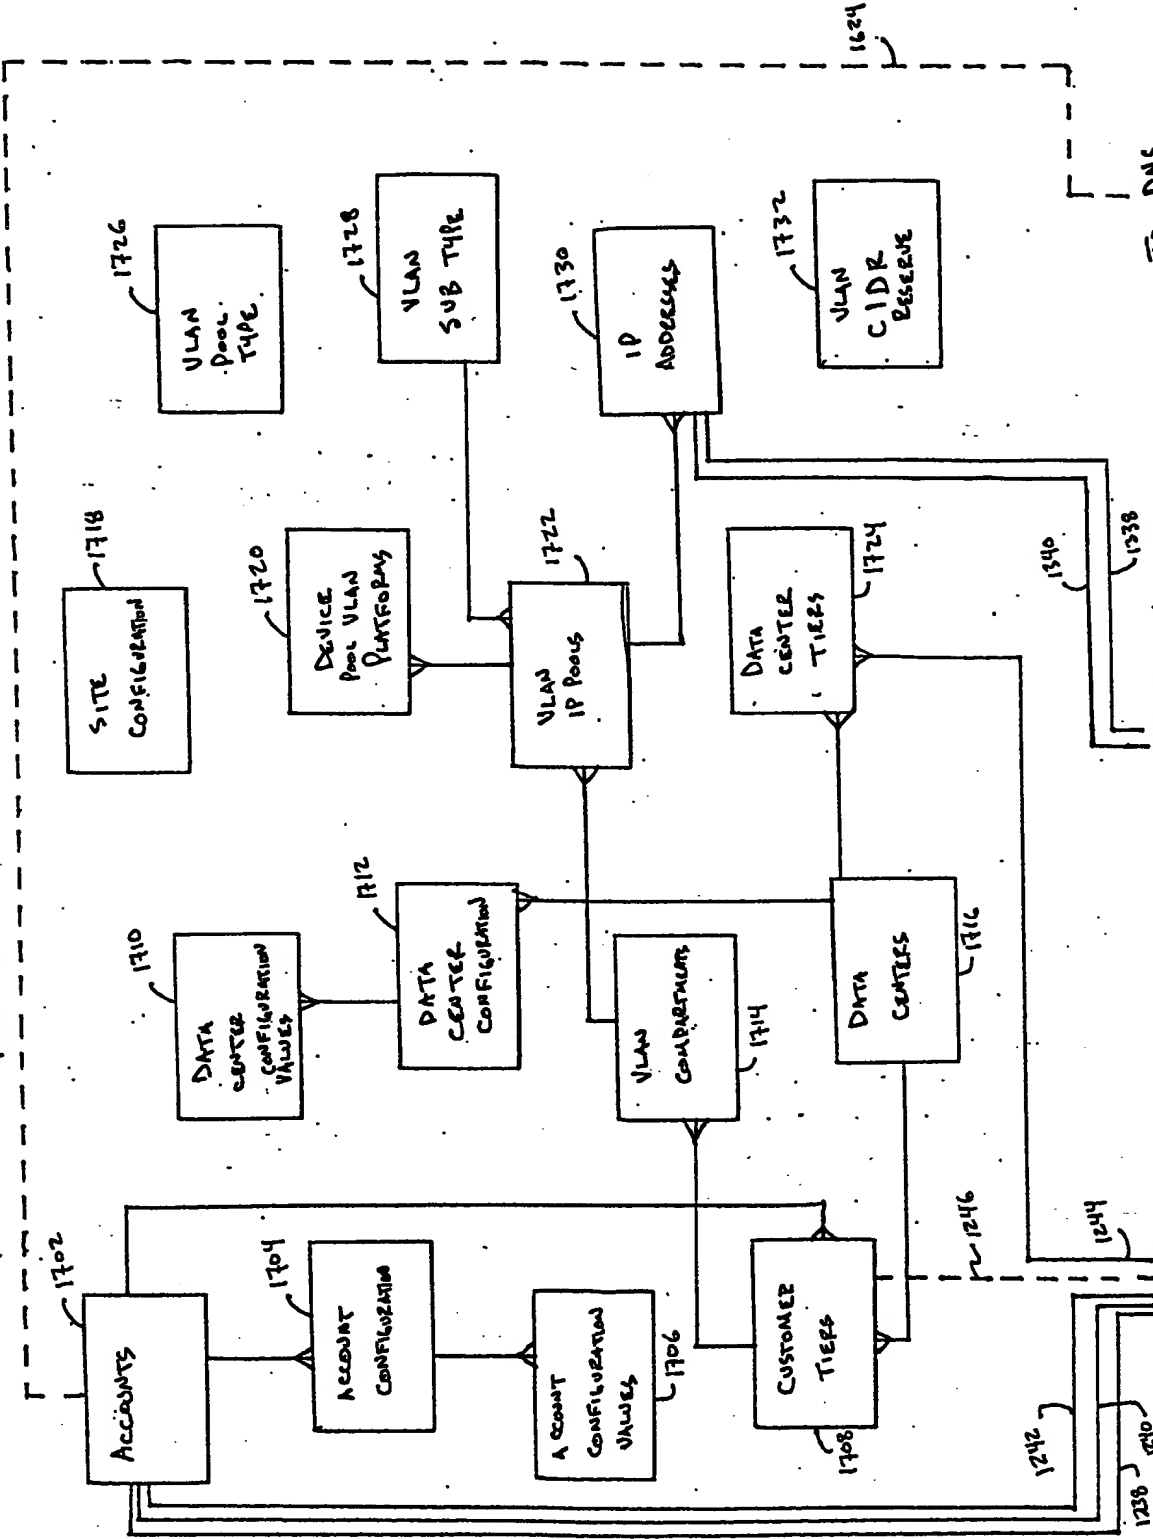 1702
ACCOUNTS
1704
ACCOUNT
CONFIGURATION
ACCOUNT
CONFIGURATION
VALUES
1706
CUSTOMER
TIERS
1708
1710
DATA
CENTER
CONFIGURATION
VALUES
1712
DATA
CENTER
CONFIGURATION
VLAN
COMPARTMENTS
1714
DATA
CENTERS
1716
1718
SITE
CONFIGURATION
1720
DEVICE
POOL VLAN
PLATFORMS
1722
VLAN
IP POOLS
DATA
CENTER
TIERS
1724
1726
VLAN
POOL
TYPE
1728
VLAN
SUB TYPE
1730
IP
ADDRESSES
1732
VLAN
CIDR
RESERVE
1624
1340
1338
1246
1244
1242
1240
1238